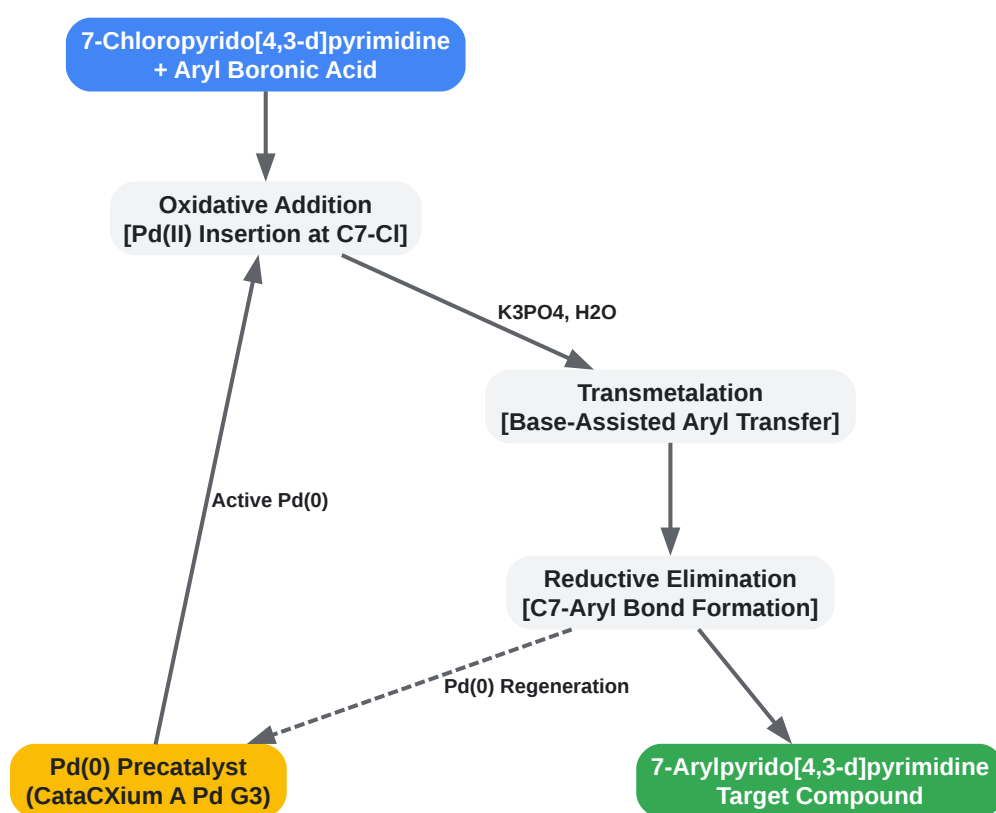 7-Chloropyrido[4,3-d]pyrimidine
+ Aryl Boronic Acid
Oxidative Addition
[Pd(II) Insertion at C7-Cl]
K3PO4, H2O
Transmetalation
[Base-Assisted Aryl Transfer]
Active Pd(0)
Reductive Elimination
[C7-Aryl Bond Formation]
Pd(0) Regeneration
Pd(0) Precatalyst
(CataCXium A Pd G3)
7-Arylpyrido[4,3-d]pyrimidine
Target Compound